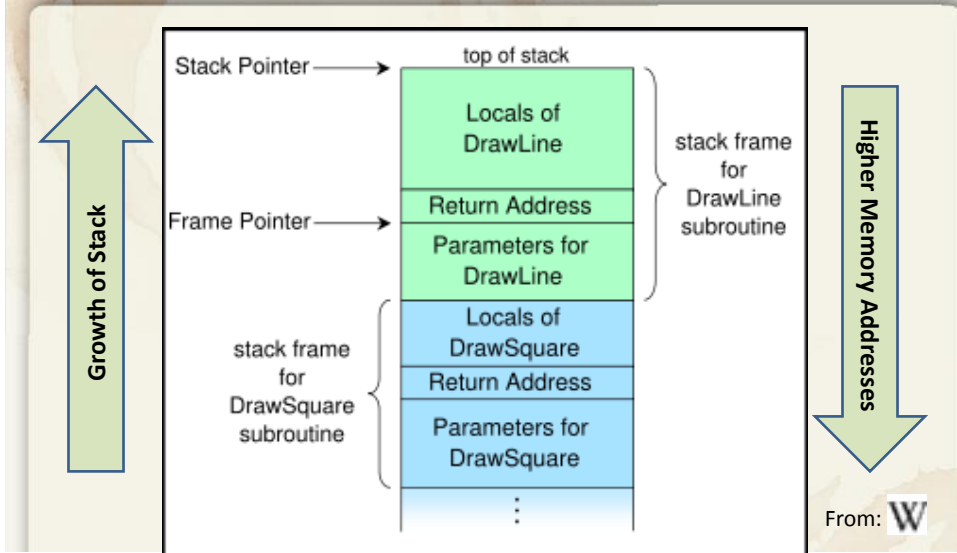 top of stack
Stack Pointer
Locals of
DrawLine
Return Address
Frame Pointer
Parameters for
DrawLine
stack frame
for
DrawLine
subroutine
Locals of
DrawSquare
Return Address
Parameters for
DrawSquare
stack frame
for
DrawSquare
subroutine
Growth of Stack
Higher Memory Addresses
From: W